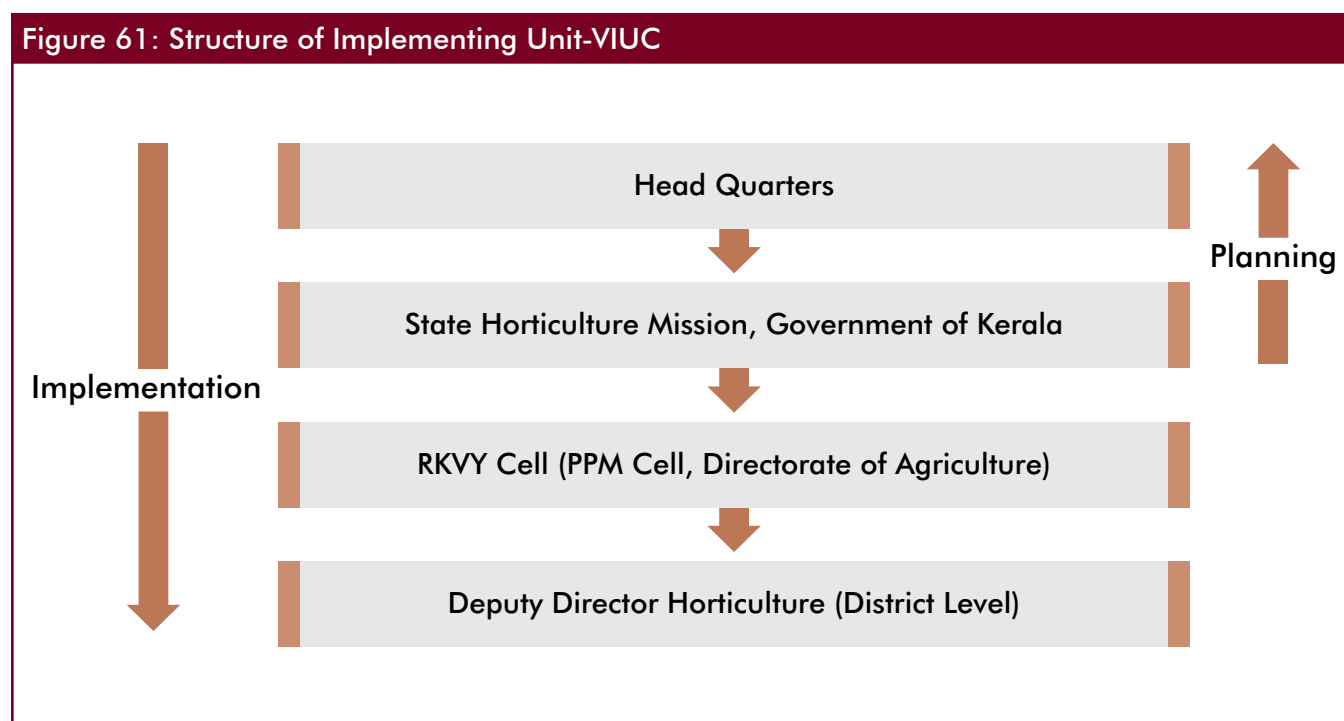 Figure 61: Structure of Implementing Unit-VIUC
Head Quarters
Planning
State Horticulture Mission, Government of Kerala
Implementation
RKVY Cell (PPM Cell, Directorate of Agriculture)
Deputy Director Horticulture (District Level)